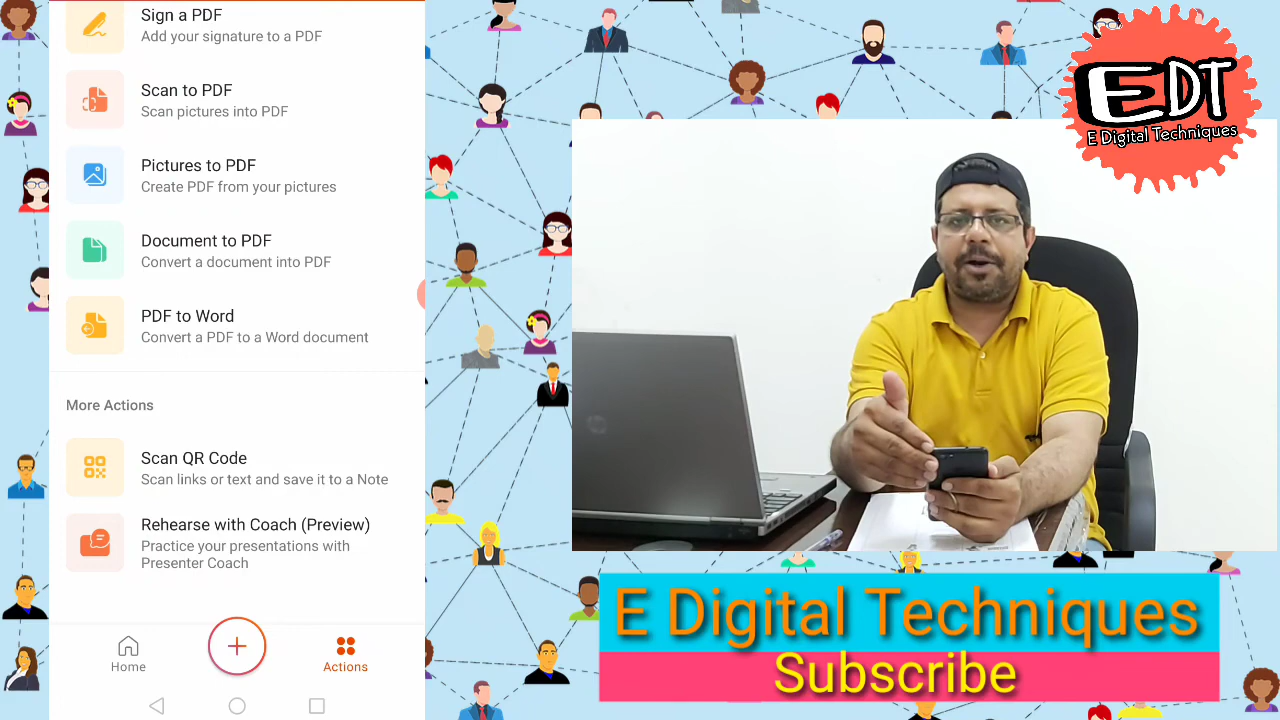 Sign a PDF
Add your signature to a PDF
Scan to PDF
Scan pictures into PDF
Pictures to PDF
Create PDF from your pictures
Document to PDF
Convert a document into PDF
PDF to Word
Convert a PDF to a Word document
More Actions
Scan QR Code
Scan links or text and save it to a Note
Rehearse with Coach (Preview)
Practice your presentations with
Presenter Coach
Home
Actions
EDT
E Digital Techniques
E Digital Techniques
Subscribe